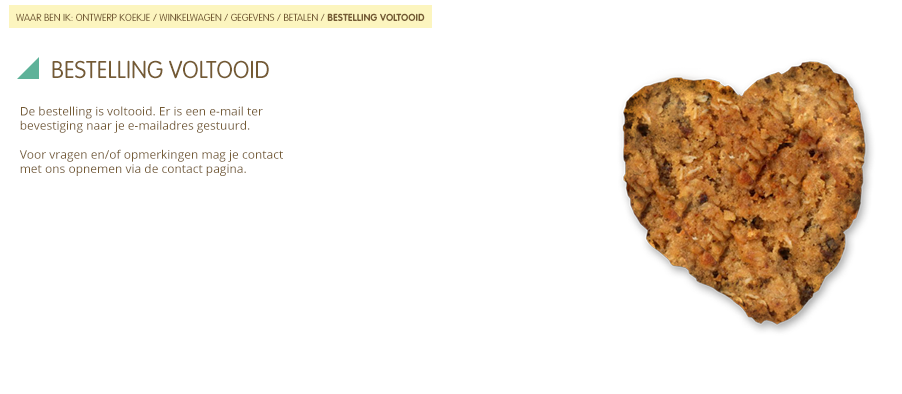 WAAR BEN IK: ONTWERP KOEKJE / WINKELWAGEN / GEGEVENS / BETALEN / BESTELLING VOLTOOID
BESTELLING VOLTOOID
De bestelling is voltooid. Er is een e-mail ter
bevestiging naar je e-mailadres gestuurd.
Voor vragen en/of opmerkingen mag je contact
met ons opnemen via de contact pagina.